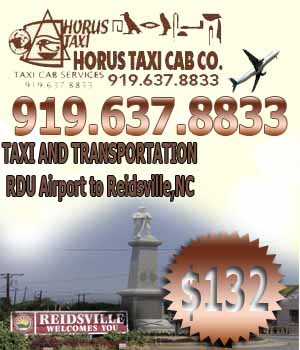 HORUS
TAXI
TAXI CAB SERVICES
919.637.8833
HORUS TAXI CAB CO.
919.637.8833
919.637.8833
TAXI AND TRANSPORTATION
RDU Airport to Reidsville,NC
$132
REIDSVILLE
WELCOMES YOU